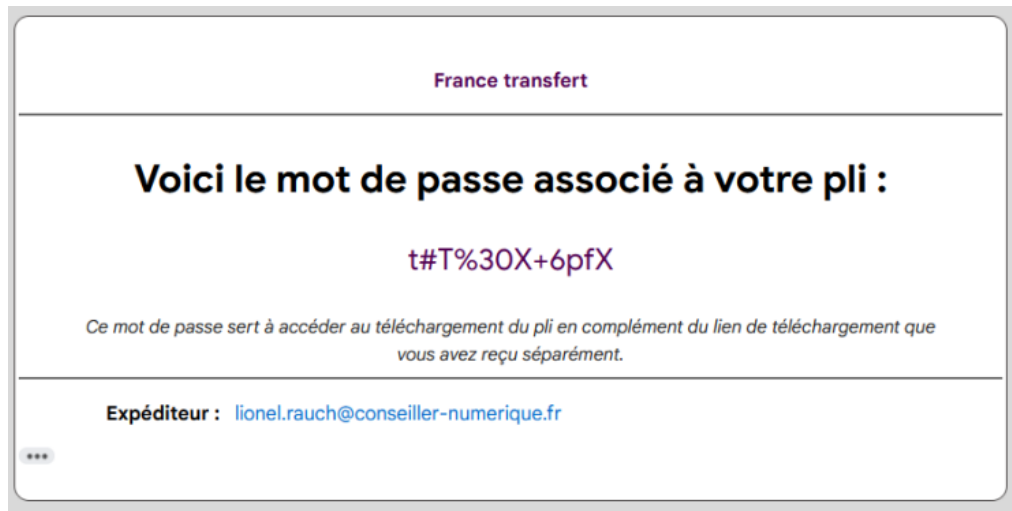 France transfert
Voici le mot de passe associé à votre pli :
t#T%30X+6pfX
Ce mot de passe sert à accéder au téléchargement du pli en complément du lien de téléchargement que
vous avez reçu séparément.
Expéditeur : lionel.rauch@conseiller-numerique.fr